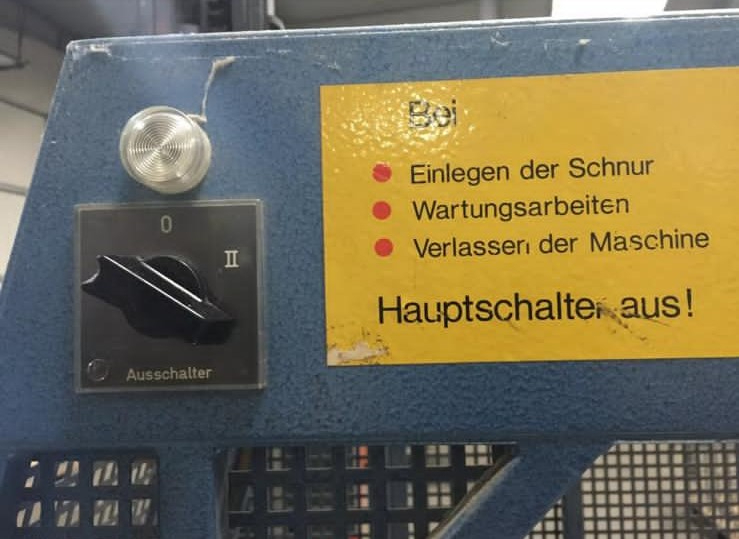 Bei
Einlegen der Schnur
Wartungsarbeiten
Verlassen der Maschine
Hauptschalter aus!
0
II
Ausschalter